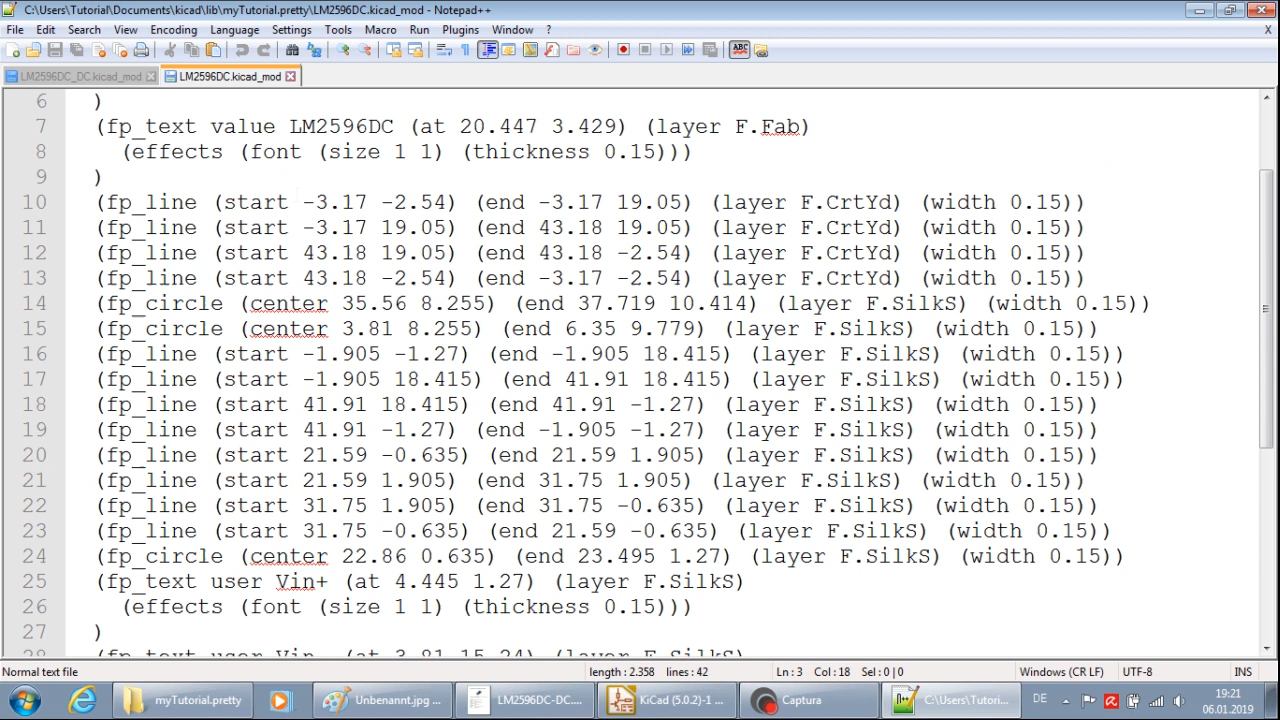 C:\Users\Tutorial\Documents\kicad\lib\myTutorial.pretty\LM2596DC.kicad_mod - Notepad++
File Edit Search View Encoding Language Settings Tools Macro Run Plugins Window ? X
LM2596DC_DC.kicad_mod LM2596DC.kicad_mod
6 )
7 (fp_text value LM2596DC (at 20.447 3.429) (layer F.Fab)
8 (effects (font (size 1 1) (thickness 0.15)))
9 )
10 (fp_line (start -3.17 -2.54) (end -3.17 19.05) (layer F.CrtYd) (width 0.15))
11 (fp_line (start -3.17 19.05) (end 43.18 19.05) (layer F.CrtYd) (width 0.15))
12 (fp_line (start 43.18 19.05) (end 43.18 -2.54) (layer F.CrtYd) (width 0.15))
13 (fp_line (start 43.18 -2.54) (end -3.17 -2.54) (layer F.CrtYd) (width 0.15))
14 (fp_circle (center 35.56 8.255) (end 37.719 10.414) (layer F.SilkS) (width 0.15))
15 (fp_circle (center 3.81 8.255) (end 6.35 9.779) (layer F.SilkS) (width 0.15))
16 (fp_line (start -1.905 -1.27) (end -1.905 18.415) (layer F.SilkS) (width 0.15))
17 (fp_line (start -1.905 18.415) (end 41.91 18.415) (layer F.SilkS) (width 0.15))
18 (fp_line (start 41.91 18.415) (end 41.91 -1.27) (layer F.SilkS) (width 0.15))
19 (fp_line (start 41.91 -1.27) (end -1.905 -1.27) (layer F.SilkS) (width 0.15))
20 (fp_line (start 21.59 -0.635) (end 21.59 1.905) (layer F.SilkS) (width 0.15))
21 (fp_line (start 21.59 1.905) (end 31.75 1.905) (layer F.SilkS) (width 0.15))
22 (fp_line (start 31.75 1.905) (end 31.75 -0.635) (layer F.SilkS) (width 0.15))
23 (fp_line (start 31.75 -0.635) (end 21.59 -0.635) (layer F.SilkS) (width 0.15))
24 (fp_circle (center 22.86 0.635) (end 23.495 1.27) (layer F.SilkS) (width 0.15))
25 (fp_text user Vin+ (at 4.445 1.27) (layer F.SilkS)
26 (effects (font (size 1 1) (thickness 0.15)))
27 )
28 (fp_text user Vin- (at 3.81 15.24) (layer F.SilkS)
Normal text file length : 2.358 lines : 42 Ln : 3 Col : 18 Sel : 0 | 0 Windows (CR LF) UTF-8 INS
myTutorial.pretty Unbenannt.jpg ... LM2596DC-DC.... KiCad (5.0.2)-1 ... Captura C:\Users\Tutori... DE 19:21
06.01.2019